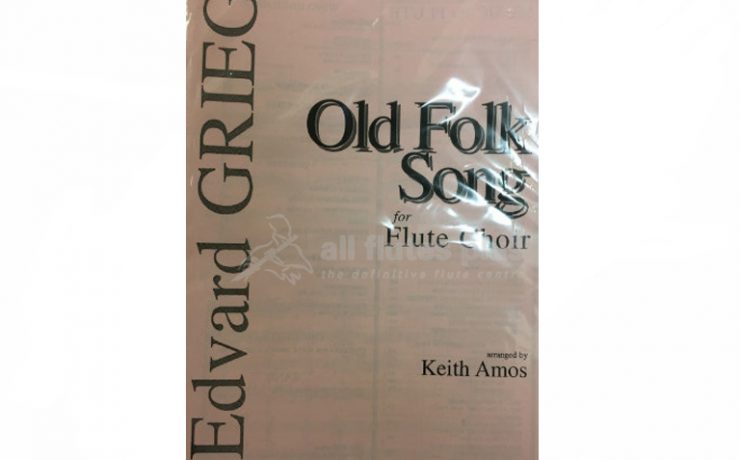 Edvard GRIEG
Old Folk
Song
for
Flute Choir
all flutes plus
the definitive flute centre
arranged by
Keith Amos